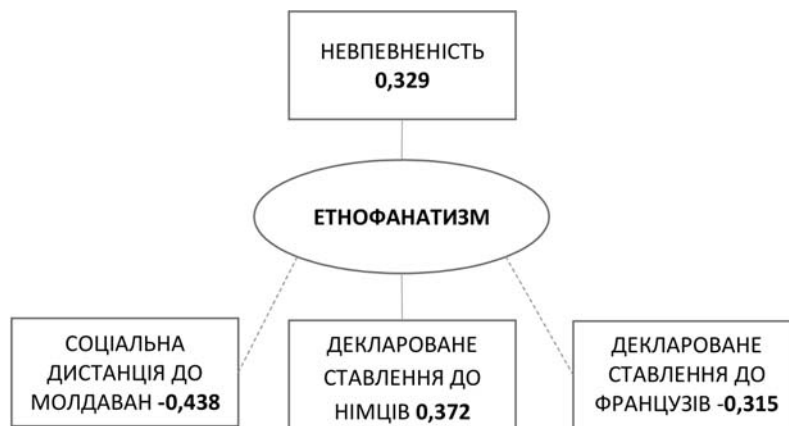 НЕВПЕВНЕНІСТЬ
0,329
ЕТНОФАНАТИЗМ
СОЦІАЛЬНА
ДИСТАНЦІЯ ДО
МОЛДАВАН -0,438
ДЕКЛАРОВАНЕ
СТАВЛЕННЯ ДО
НІМЦІВ 0,372
ДЕКЛАРОВАНЕ
СТАВЛЕННЯ ДО
ФРАНЦУЗІВ -0,315